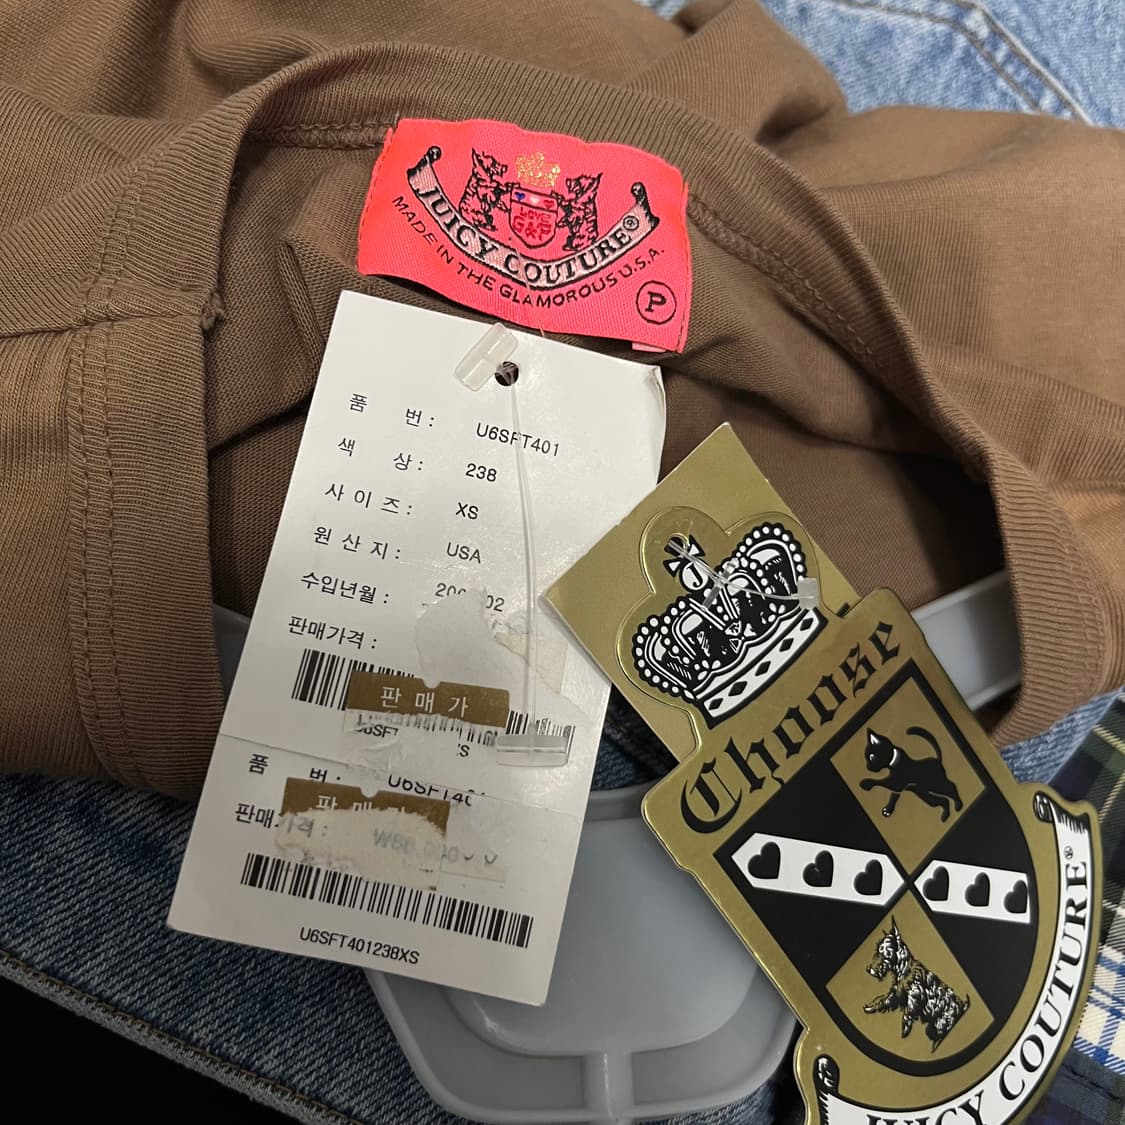 LOVE
G&P
JUICY COUTURE®
MADE IN THE GLAMOROUS U.S.A.
P
품 번 : U6SFT401
색 상 : 238
사 이 즈 : XS
원 산 지 : USA
수입년월 :
판매가격 :
판 매 가
품 번 : U6SFT40
판매가격 :
U6SFT401238XS
J
Choose
JUICY COUTURE®